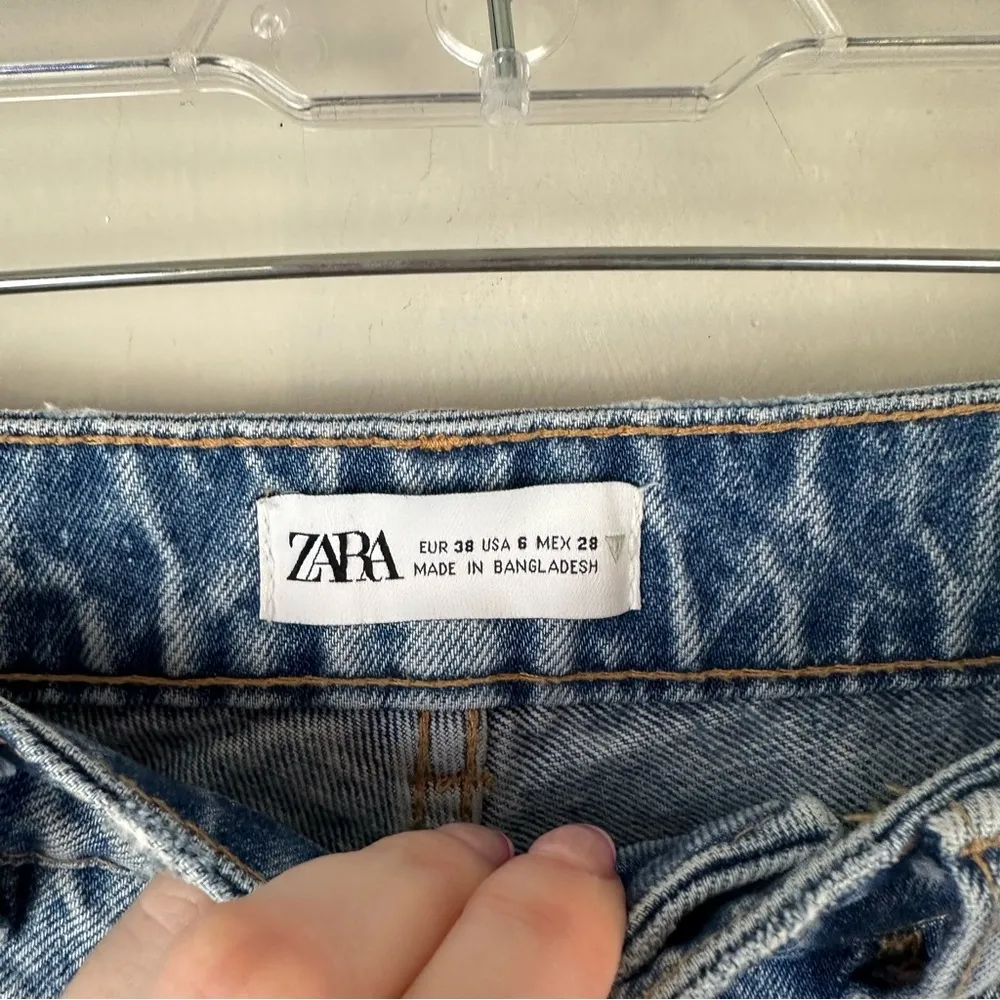 ZARA
EUR 38 USA 6 MEX 28
MADE IN BANGLADESH